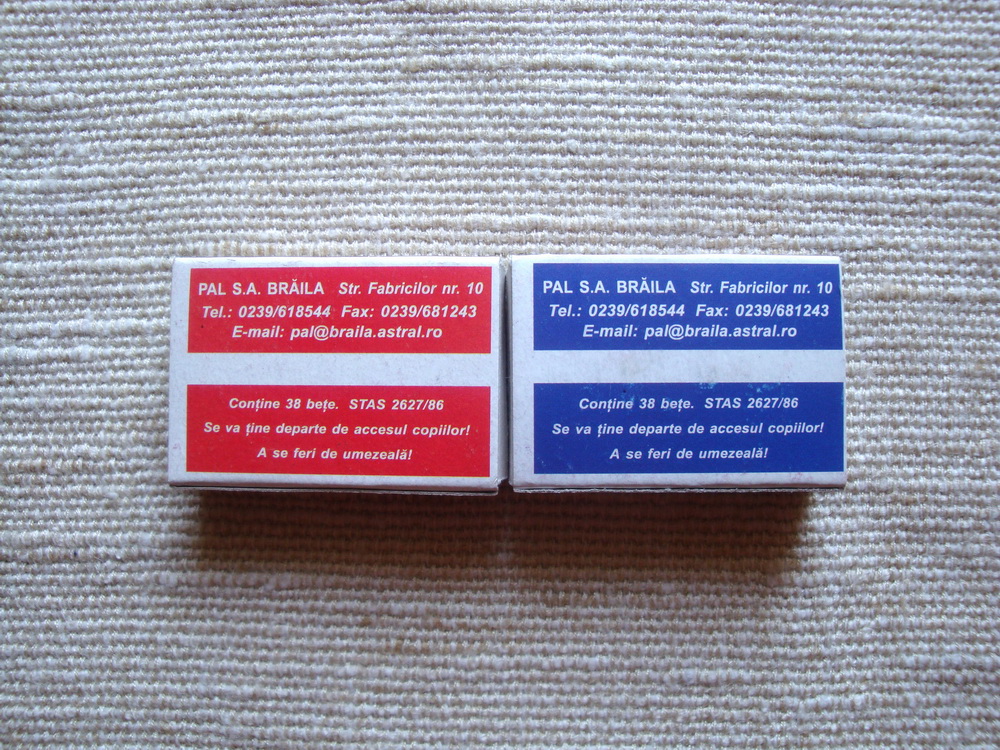 PAL S.A. BRĂILA Str. Fabricilor nr. 10
Tel.: 0239/618544 Fax: 0239/681243
E-mail: pal@braila.astral.ro
Conține 38 bețe. STAS 2627/86
Se va ține departe de accesul copiilor!
A se feri de umezeală!
PAL S.A. BRĂILA Str. Fabricilor nr. 10
Tel.: 0239/618544 Fax: 0239/681243
E-mail: pal@braila.astral.ro
Conține 38 bețe. STAS 2627/86
Se va ține departe de accesul copiilor!
A se feri de umezeală!